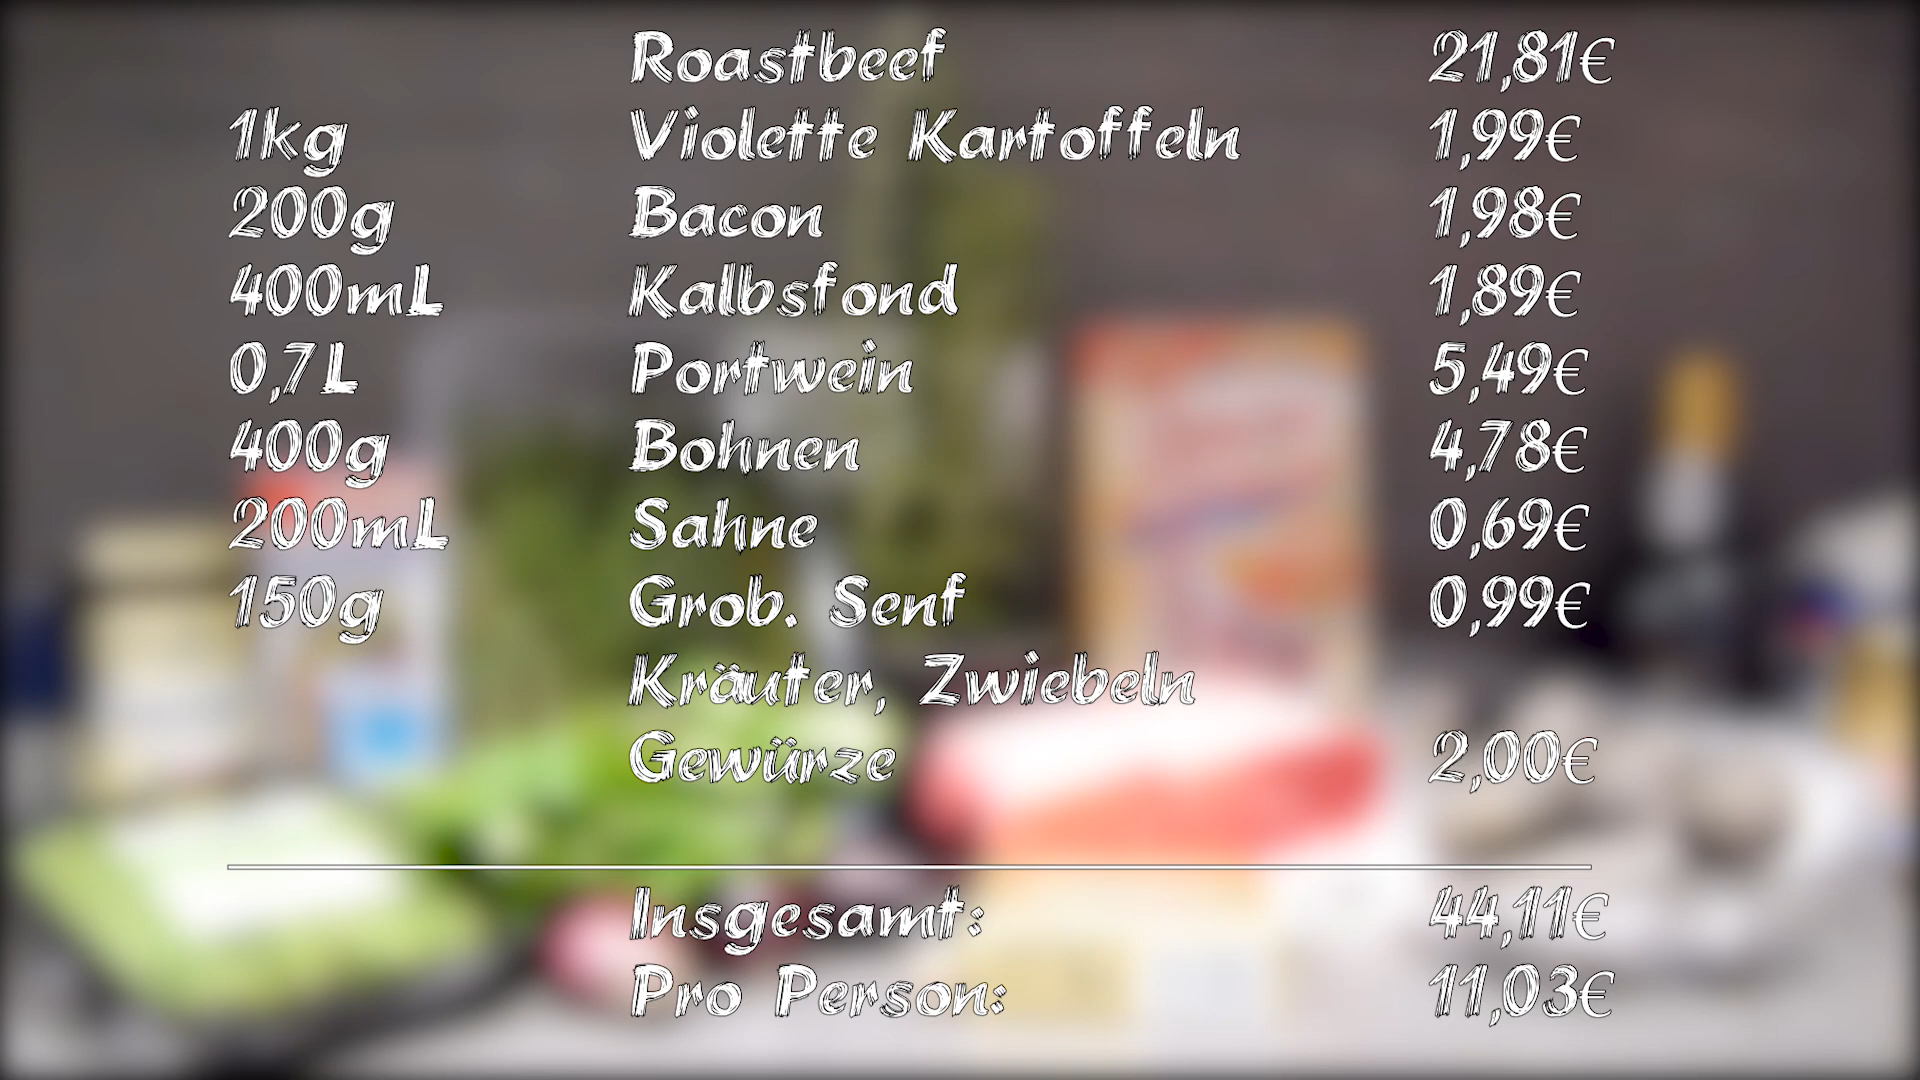 Roastbeef 21,81€
1kg Violette Kartoffeln 1,99€
200g Bacon 1,98€
400mL Kalbsfond 1,89€
0,7L Portwein 5,49€
400g Bohnen 4,78€
200mL Sahne 0,69€
150g Grob. Senf 0,99€
Kräuter, Zwiebeln
Gewürze 2,00€
Insgesamt: 44,11€
Pro Person: 11,03€